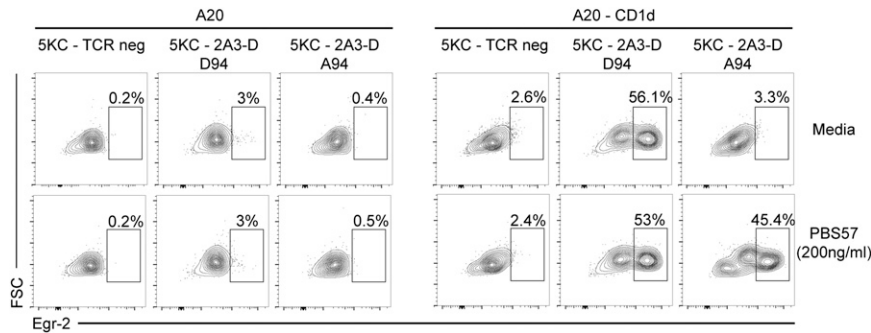 A20
A20 - CD1d
5KC - TCR neg
5KC - 2A3-D
D94
5KC - 2A3-D
A94
5KC - TCR neg
5KC - 2A3-D
D94
5KC - 2A3-D
A94
0.2%
3%
0.4%
2.6%
56.1%
3.3%
Media
0.2%
3%
0.5%
2.4%
53%
45.4%
PBS57
(200ng/ml)
FSC
Egr-2